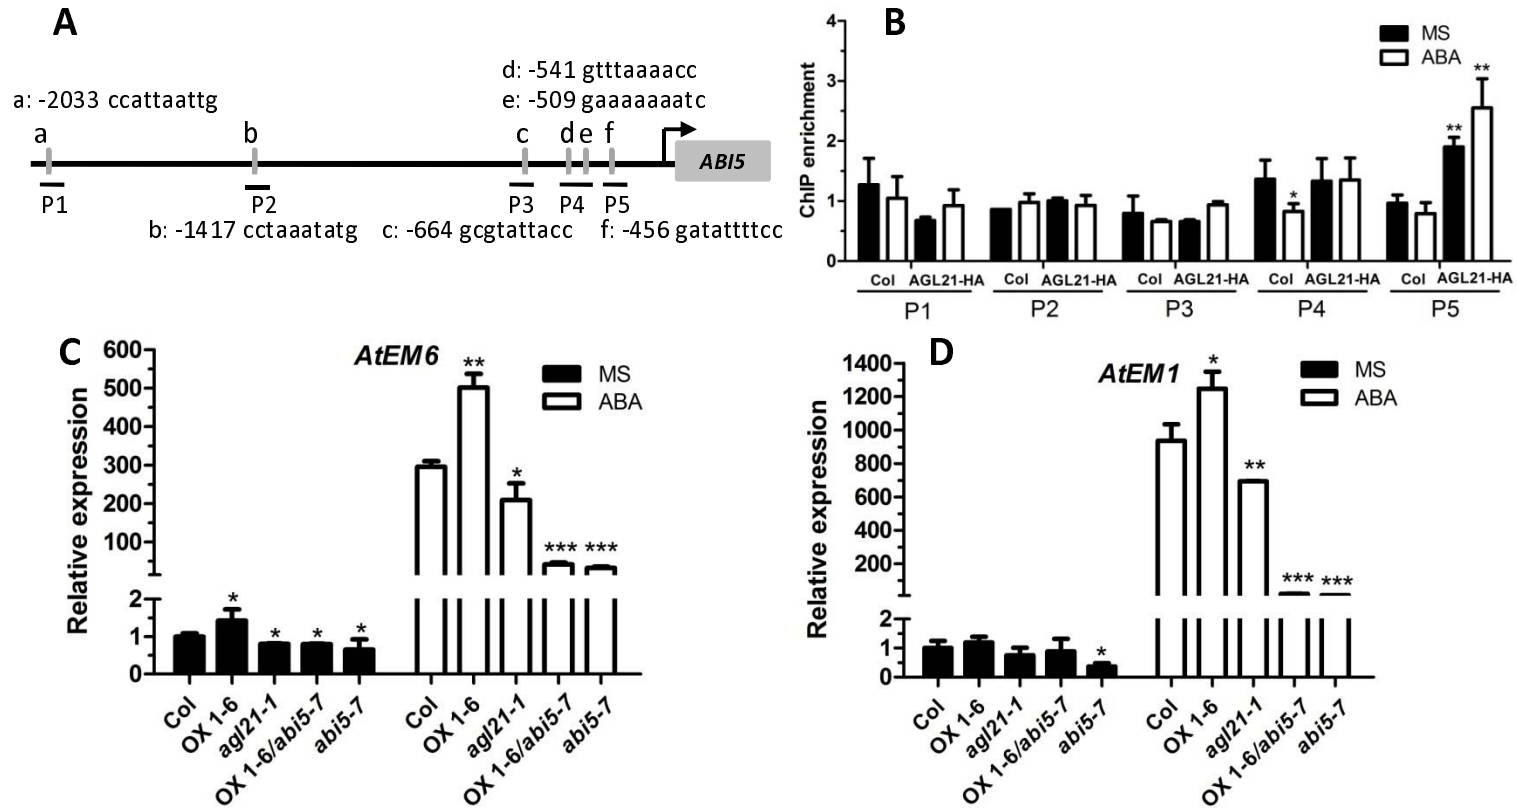 A
d: -541 gtttaaaacc
a: -2033 ccattaattg
e: -509 gaaaaaaatc
a b c d e f
ABI5
P1 P2 P3 P4 P5
b: -1417 cctaaatatg c: -664 gcgtattacc f: -456 gatattttcc
B
MS
ABA
ChIP enrichment
4
3
2
1
0
*
**
**
Col AGL21-HA Col AGL21-HA Col AGL21-HA Col AGL21-HA Col AGL21-HA
P1 P2 P3 P4 P5
C
AtEM6
MS
ABA
Relative expression
600
500
400
300
200
100
2
1
0
* * * * ** * *** ***
Col OX 1-6 agl21-1 OX 1-6/abi5-7 abi5-7 Col OX 1-6 agl21-1 OX 1-6/abi5-7 abi5-7
D
AtEM1
MS
ABA
Relative expression
1400
1200
1000
800
600
400
200
2
1
0
* * ** *** ***
Col OX 1-6 agl21-1 OX 1-6/abi5-7 abi5-7 Col OX 1-6 agl21-1 OX 1-6/abi5-7 abi5-7